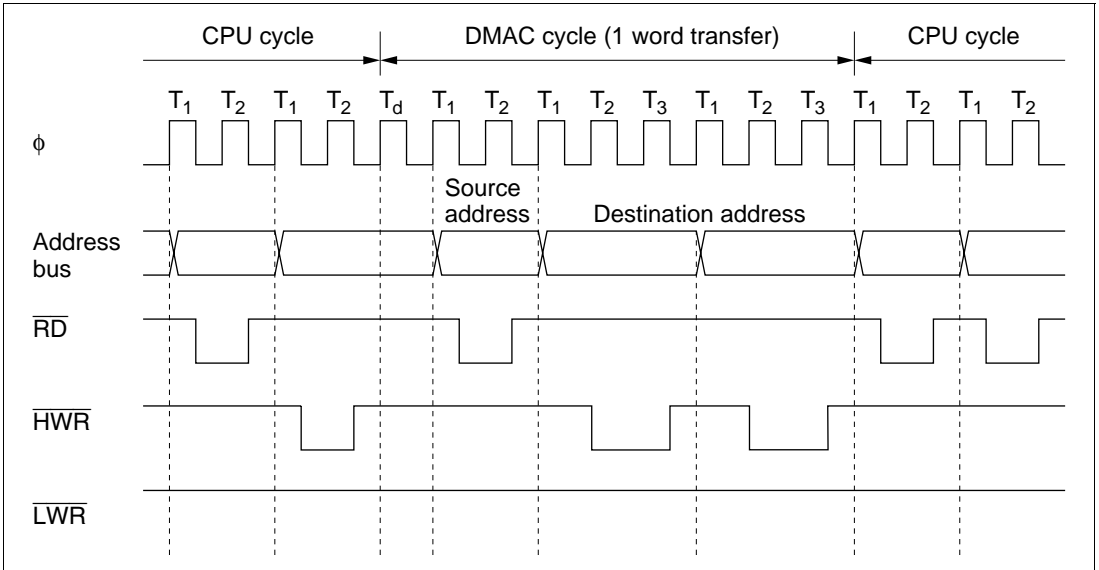 CPU cycle DMAC cycle (1 word transfer) CPU cycle
T1 T2 T1 T2 Td T1 T2 T1 T2 T3 T1 T2 T3 T1 T2 T1 T2
ϕ
Source
address Destination address
Address
bus
RD
HWR
LWR